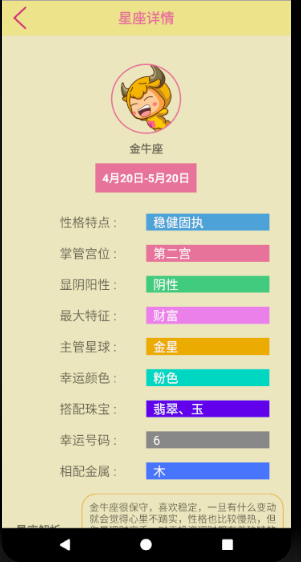 星座详情
金牛座
4月20日-5月20日
性格特点： 稳健固执
掌管宫位： 第二宫
显阴阳性： 阴性
最大特征： 财富
主管星球： 金星
幸运颜色： 粉色
搭配珠宝： 翡翠、玉
幸运号码： 6
相配金属： 木
金牛座很保守，喜欢稳定，一旦有什么变动
就会觉得心里不踏实，性格也比较慢热，但